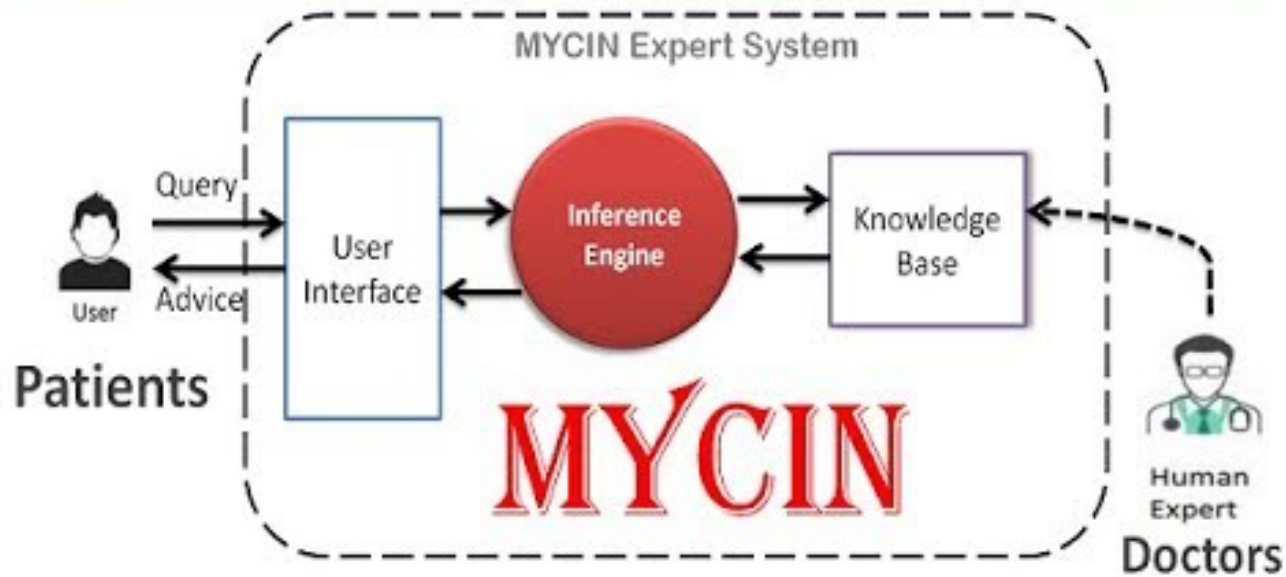 MYCIN Expert System
Query
Advice
User
Patients
User
Interface
Inference
Engine
Knowledge
Base
MYCIN
Human
Expert
Doctors